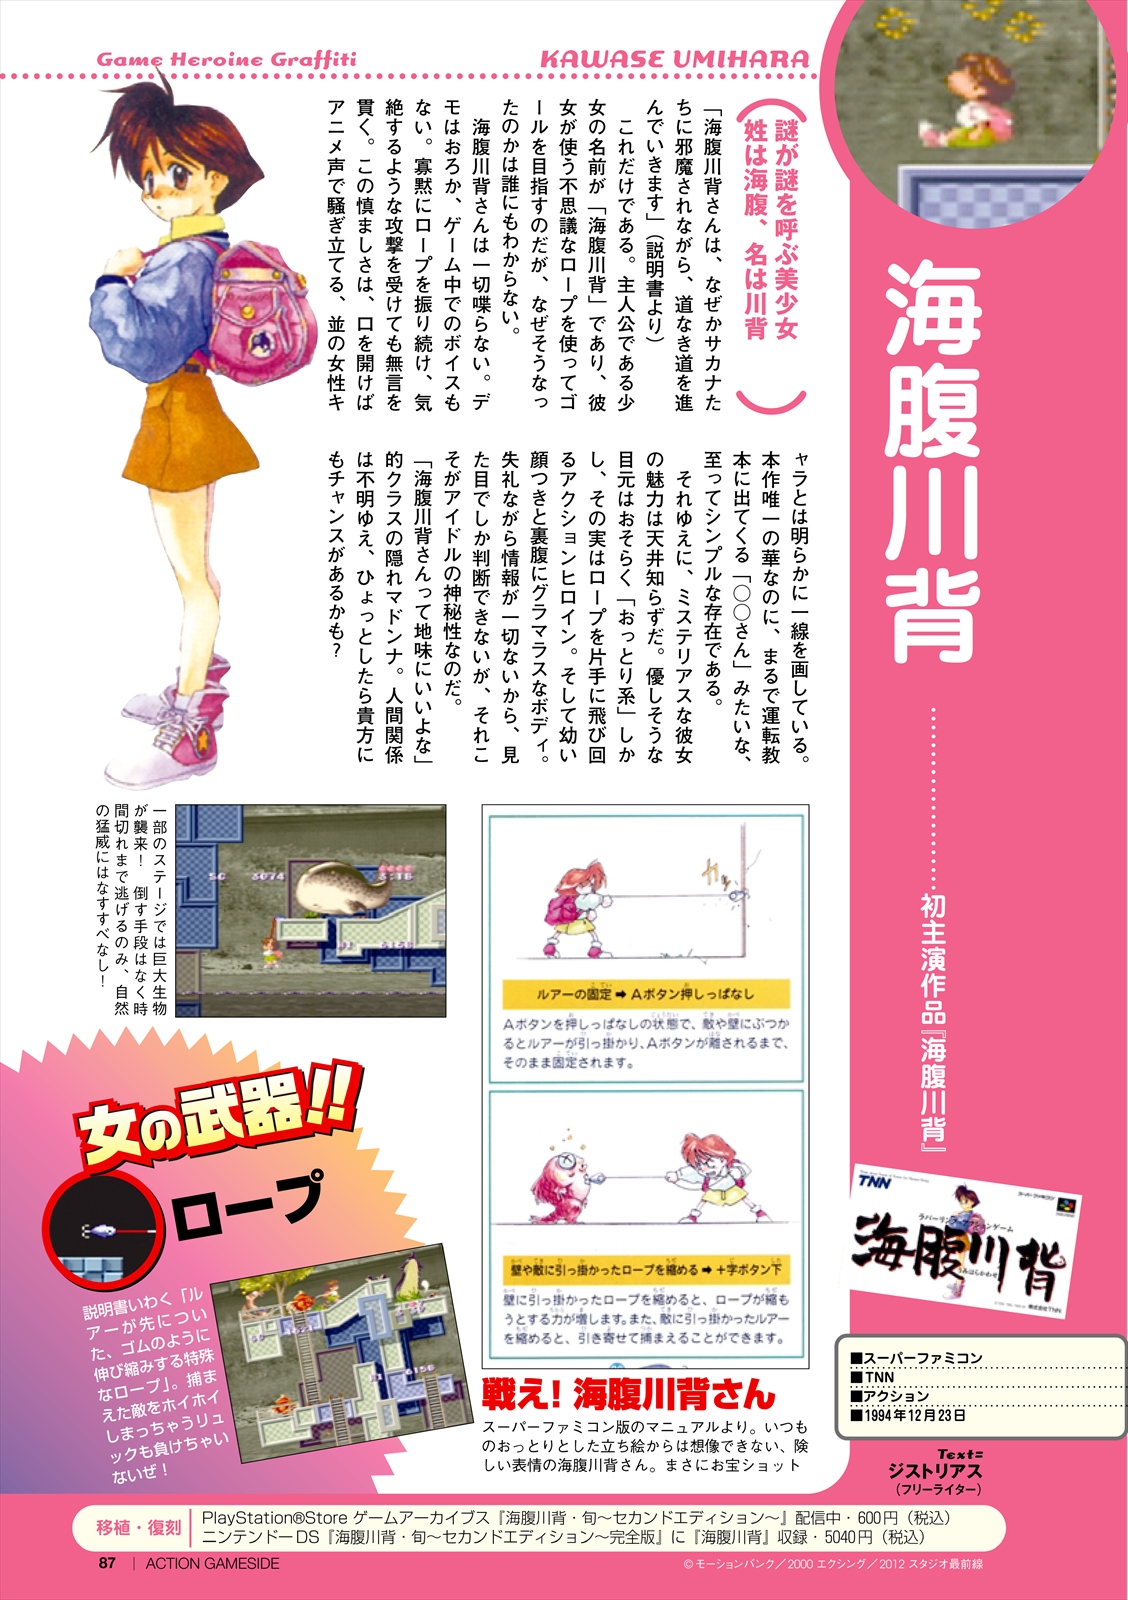 Game Heroine Graffiti
KAWASE UMIHARA
海腹川背
初主演作品『海腹川背』
謎が謎を呼ぶ美少女
姓は海腹、名は川背
「海腹川背さんは、なぜかサカナた
ちに邪魔されながら、道なき道を進
んでいきます」(説明書より)
これだけである。主人公である少
女の名前が「海腹川背」であり、彼
女が使う不思議なロープを使ってゴ
ールを目指すのだが、なぜそうなっ
たのかは誰にもわからない。
海腹川背さんは一切喋らない。デ
モはおろか、ゲーム中でのボイスも
ない。寡黙にロープを振り続け、気
絶するような攻撃を受けても無言を
貫く。この慎ましさは、口を開けば
アニメ声で騒ぎ立てる、並の女性キ
ャラとは明らかに一線を画している。
本作唯一の華なのに、まるで運転教
本に出てくる「○○さん」みたいな、
至ってシンプルな存在である。
それゆえに、ミステリアスな彼女
の魅力は天井知らずだ。優しそうな
目元はおそらく「おっとり系」しか
し、その実はロープを片手に飛び回
るアクションヒロイン。そして幼い
顔つきと裏腹にグラマラスなボディ。
失礼ながら情報が一切ないから、見
た目でしか判断できないが、それこ
そがアイドルの神秘性なのだ。
「海腹川背さんって地味にいいよな」
的クラスの隠れマドンナ。人間関係
は不明ゆえ、ひょっとしたら貴方に
もチャンスがあるかも?
一部のステージでは巨大生物
が襲来! 倒す手段はなく時
間切れまで逃げるのみ、自然
の猛威にはなすすべなし!
3074
3:16
6156
ルアーの固定➡Aボタン押しっぱなし
Aボタンを押しっぱなしの状態で、敵や壁にぶつか
るとルアーが引っ掛かり、Aボタンが離されるまで、
そのまま固定されます。
壁や敵に引っ掛かったロープを縮める➡+字ボタン下
壁に引っ掛かったロープを縮めると、ロープが縮も
うとする力が増します。また、敵に引っ掛かったルアー
を縮めると、引き寄せて捕まえることができます。
戦え! 海腹川背さん
スーパーファミコン版のマニュアルより。いつも
のおっとりとした立ち絵からは想像できない、険
しい表情の海腹川背さん。まさにお宝ショット
女の武器!!
ロープ
説明書いわく「ル
アーが先につい
た、ゴムのように
伸び縮みする特殊
なロープ」。捕ま
えた敵をホイホイ
しまっちゃうリュ
ックも負けちゃい
ないぜ!
6156
TNN
スーパーファミコン
ラバーリングアクションゲーム
海腹川背
うみはらかわせ
株式会社TNN
■スーパーファミコン
■TNN
■アクション
■1994年12月23日
Text=
ジストリアス
(フリーライター)
移植・復刻
PlayStation®Store ゲームアーカイブス『海腹川背・旬〜セカンドエディション〜』配信中・600円(税込)
ニンテンドーDS『海腹川背・旬〜セカンドエディション〜完全版』に『海腹川背』収録・5040円(税込)
87 | ACTION GAMESIDE
©モーションバンク/2000 エクシング/2012 スタジオ最前線